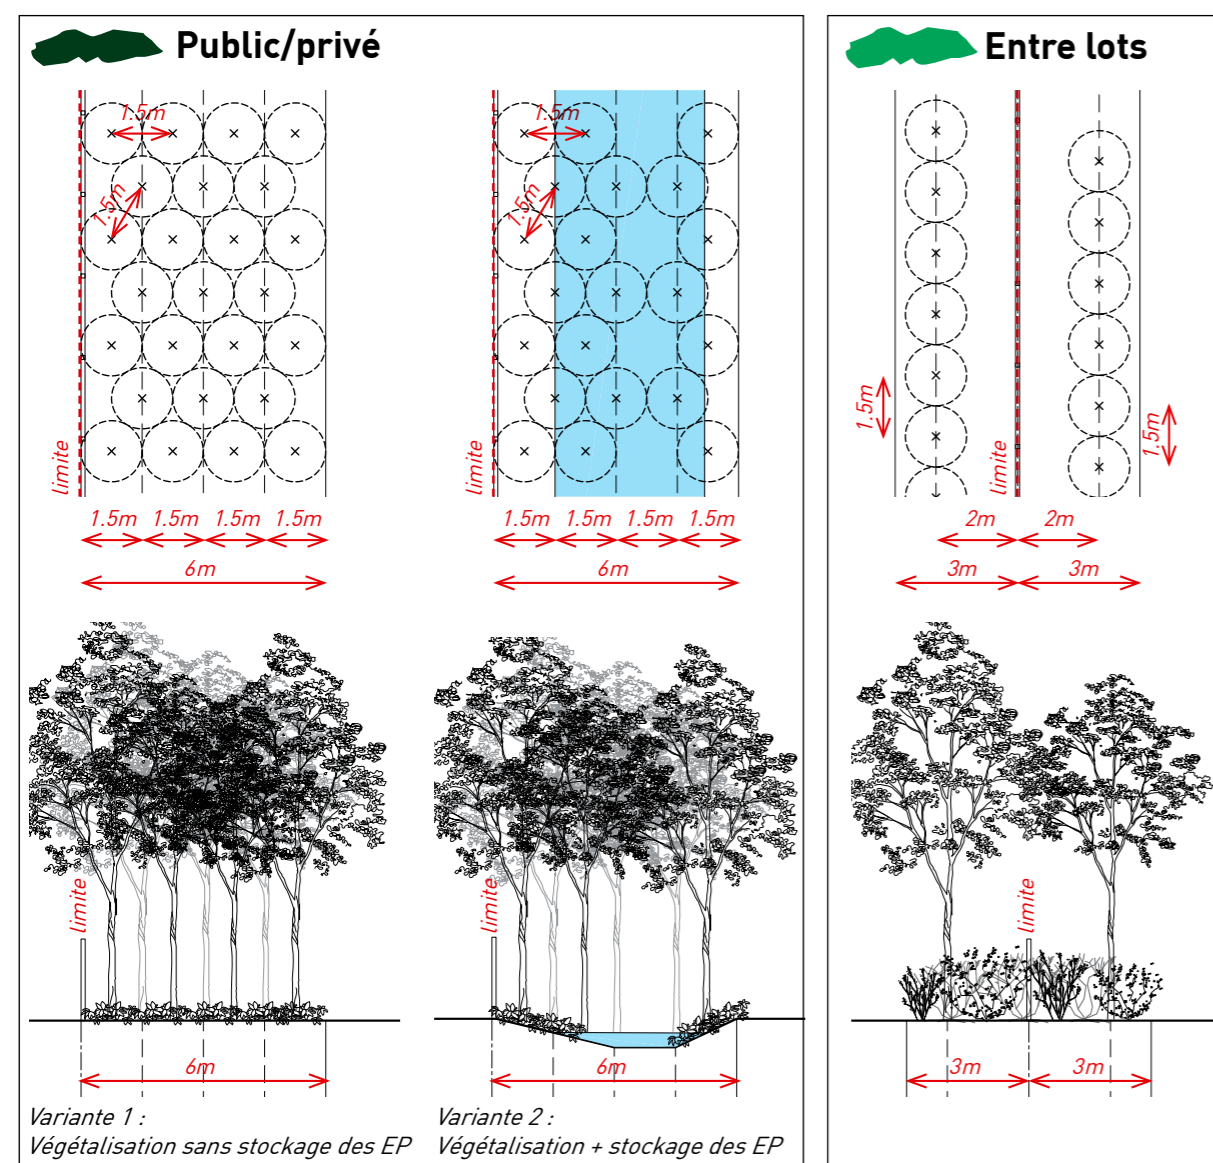 Public/privé
1.5m
1.5m
limite
1.5m 1.5m 1.5m 1.5m
6m
limite
6m
Variante 1 :
Végétalisation sans stockage des EP
1.5m
1.5m
limite
1.5m 1.5m 1.5m 1.5m
6m
limite
6m
Variante 2 :
Végétalisation + stockage des EP
Entre lots
1.5m
1.5m
limite
2m 2m
3m 3m
limite
3m 3m